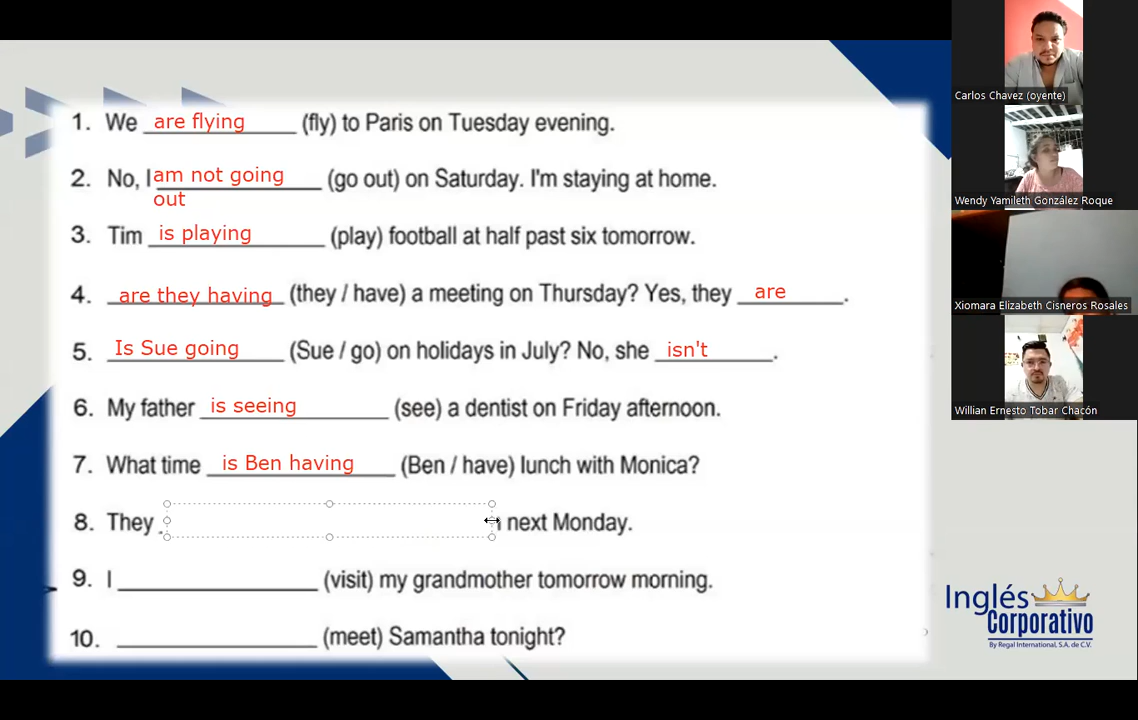 1. We are flying (fly) to Paris on Tuesday evening.
2. No, I am not going out (go out) on Saturday. I'm staying at home.
3. Tim is playing (play) football at half past six tomorrow.
4. are they having (they / have) a meeting on Thursday? Yes, they are.
5. Is Sue going (Sue / go) on holidays in July? No, she isn't.
6. My father is seeing (see) a dentist on Friday afternoon.
7. What time is Ben having (Ben / have) lunch with Monica?
8. They next Monday.
9. I ____________ (visit) my grandmother tomorrow morning.
10. ____________ (meet) Samantha tonight?
Inglés
Corporativo
By Regal International, S.A. de C.V.
Carlos Chavez (oyente)
Wendy Yamileth González Roque
Xiomara Elizabeth Cisneros Rosales
Willian Ernesto Tobar Chacón